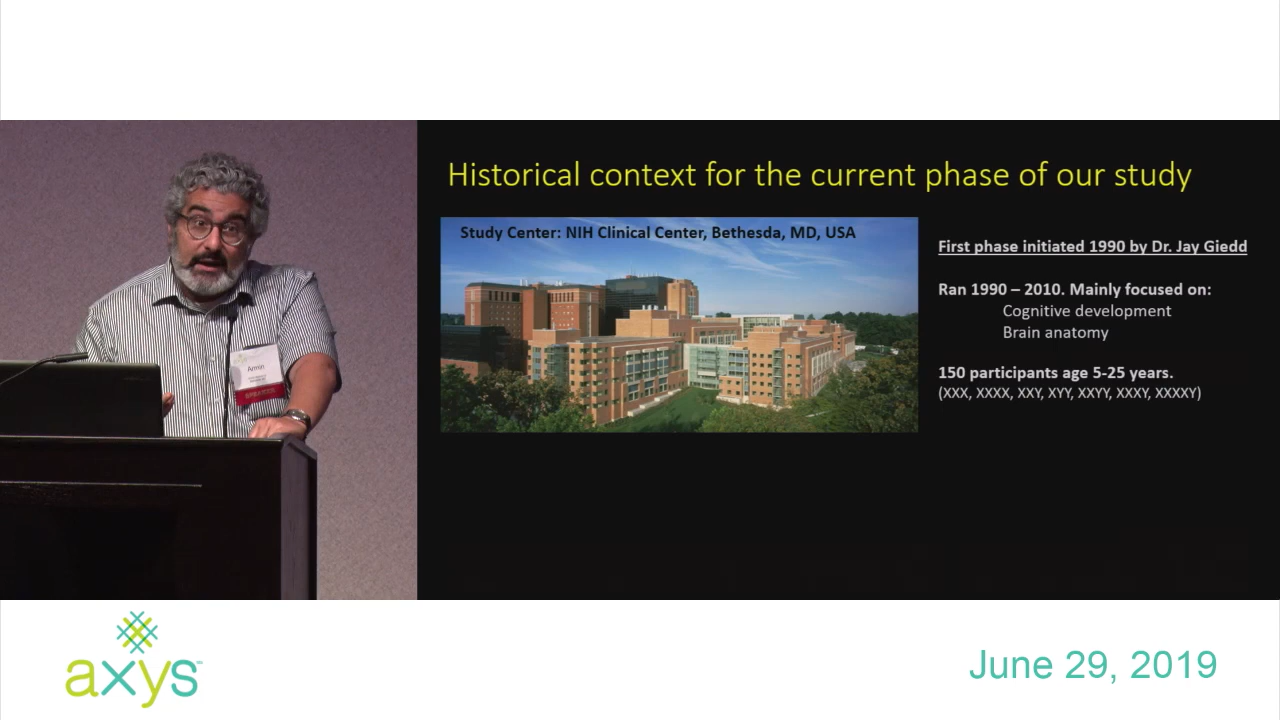 Historical context for the current phase of our study
Study Center: NIH Clinical Center, Bethesda, MD, USA
First phase initiated 1990 by Dr. Jay Giedd
Ran 1990 – 2010. Mainly focused on:
Cognitive development
Brain anatomy
150 participants age 5-25 years.
(XXX, XXXX, XXY, XYY, XXYY, XXXY, XXXXY)
Armin
axys
June 29, 2019